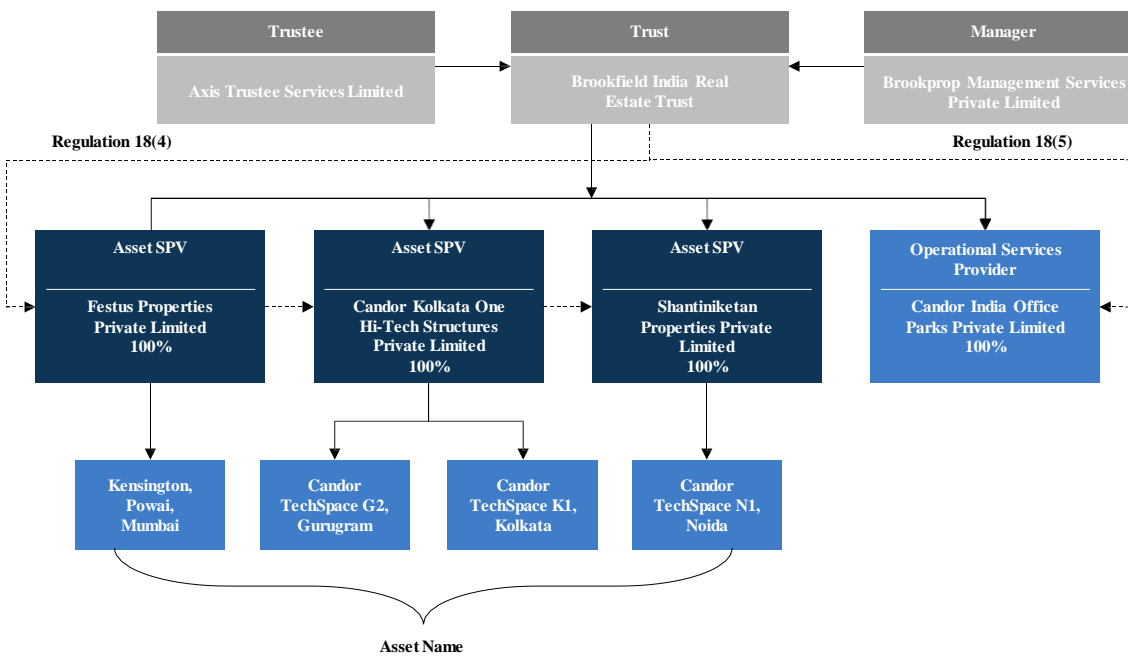 Trustee
Trust
Manager
Axis Trustee Services Limited
Brookfield India Real
Estate Trust
Brookprop Management Services
Private Limited
Regulation 18(4)
Regulation 18(5)
Asset SPV
Festus Properties
Private Limited
100%
Asset SPV
Candor Kolkata One
Hi-Tech Structures
Private Limited
100%
Asset SPV
Shantiniketan
Properties Private
Limited
100%
Operational Services
Provider
Candor India Office
Parks Private Limited
100%
Kensington,
Powai,
Mumbai
Candor
TechSpace G2,
Gurugram
Candor
TechSpace K1,
Kolkata
Candor
TechSpace N1,
Noida
Asset Name